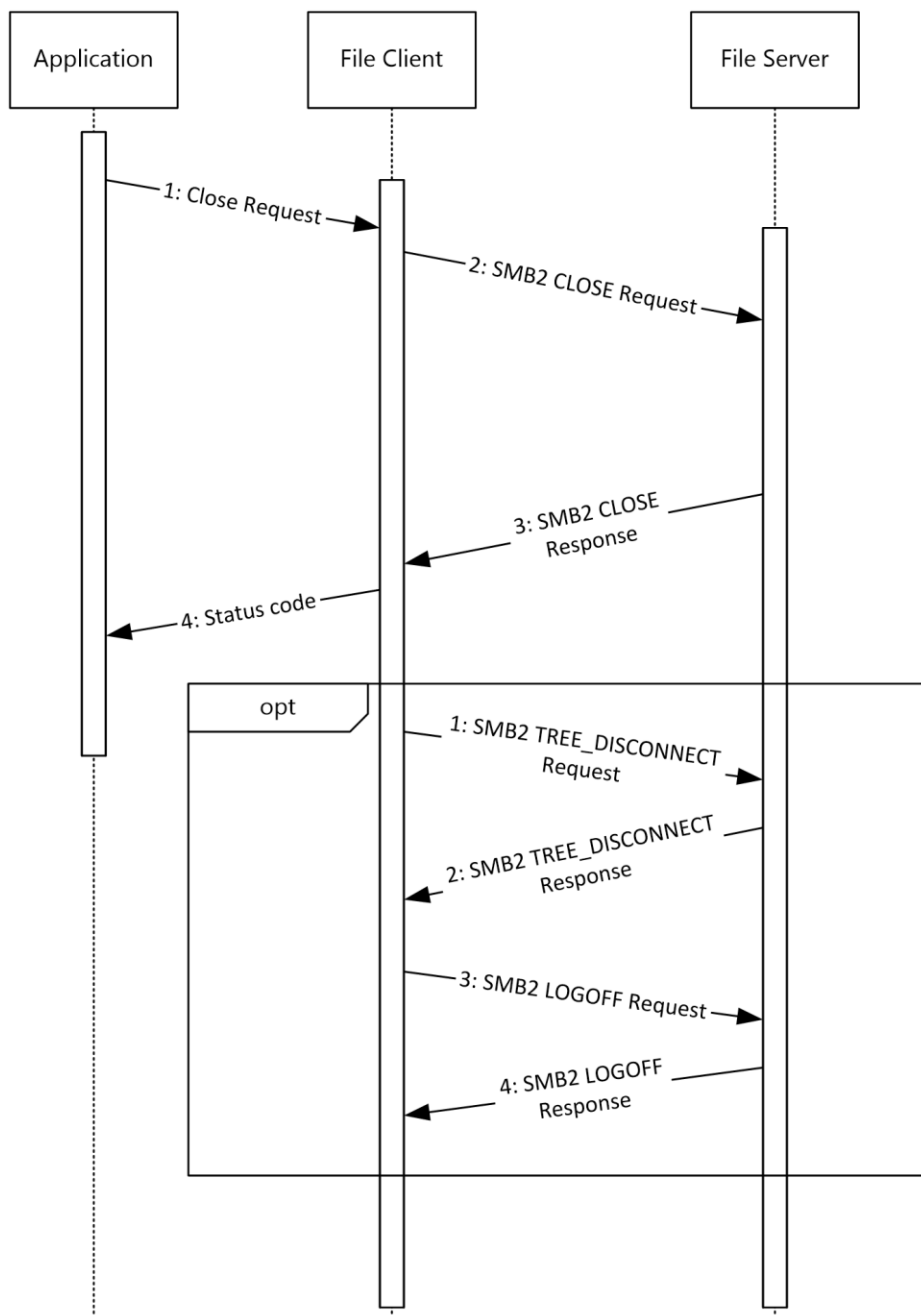 Application
File Client
File Server
1: Close Request
2: SMB2 CLOSE Request
3: SMB2 CLOSE
Response
4: Status code
opt
1: SMB2 TREE_DISCONNECT
Request
2: SMB2 TREE_DISCONNECT
Response
3: SMB2 LOGOFF Request
4: SMB2 LOGOFF
Response